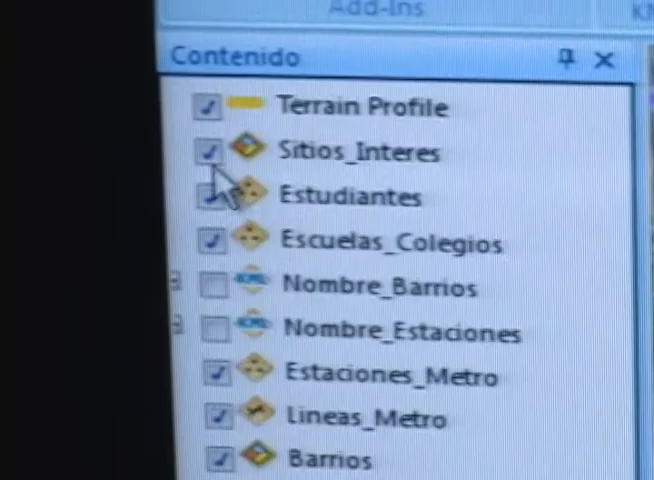 Add-Ins
Contenido
Terrain Profile
Sitios_Interes
Estudiantes
Escuelas_Colegios
Nombre_Barrios
Nombre_Estaciones
Estaciones_Metro
Lineas_Metro
Barrios